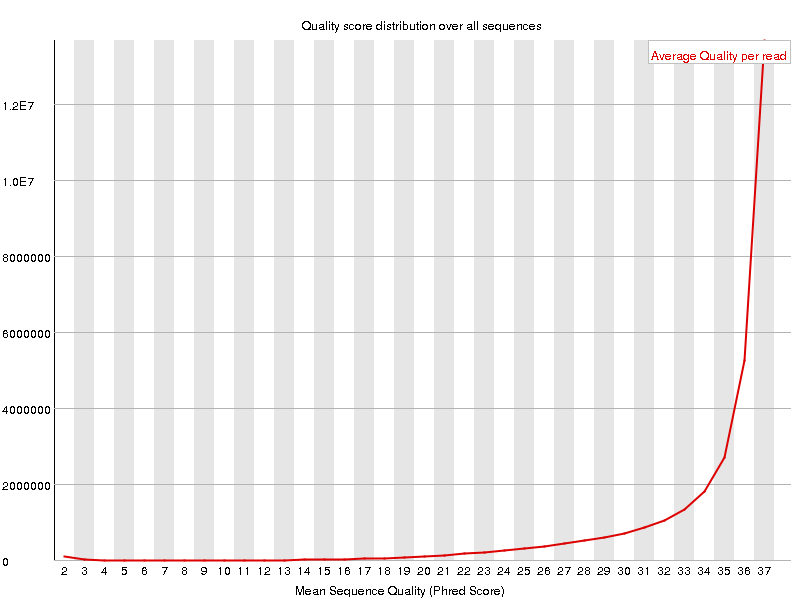 Quality score distribution over all sequences
Average Quality per read
1.2E7
1.0E7
8000000
6000000
4000000
2000000
0
2 3 4 5 6 7 8 9 10 11 12 13 14 15 16 17 18 19 20 21 22 23 24 25 26 27 28 29 30 31 32 33 34 35 36 37
Mean Sequence Quality (Phred Score)